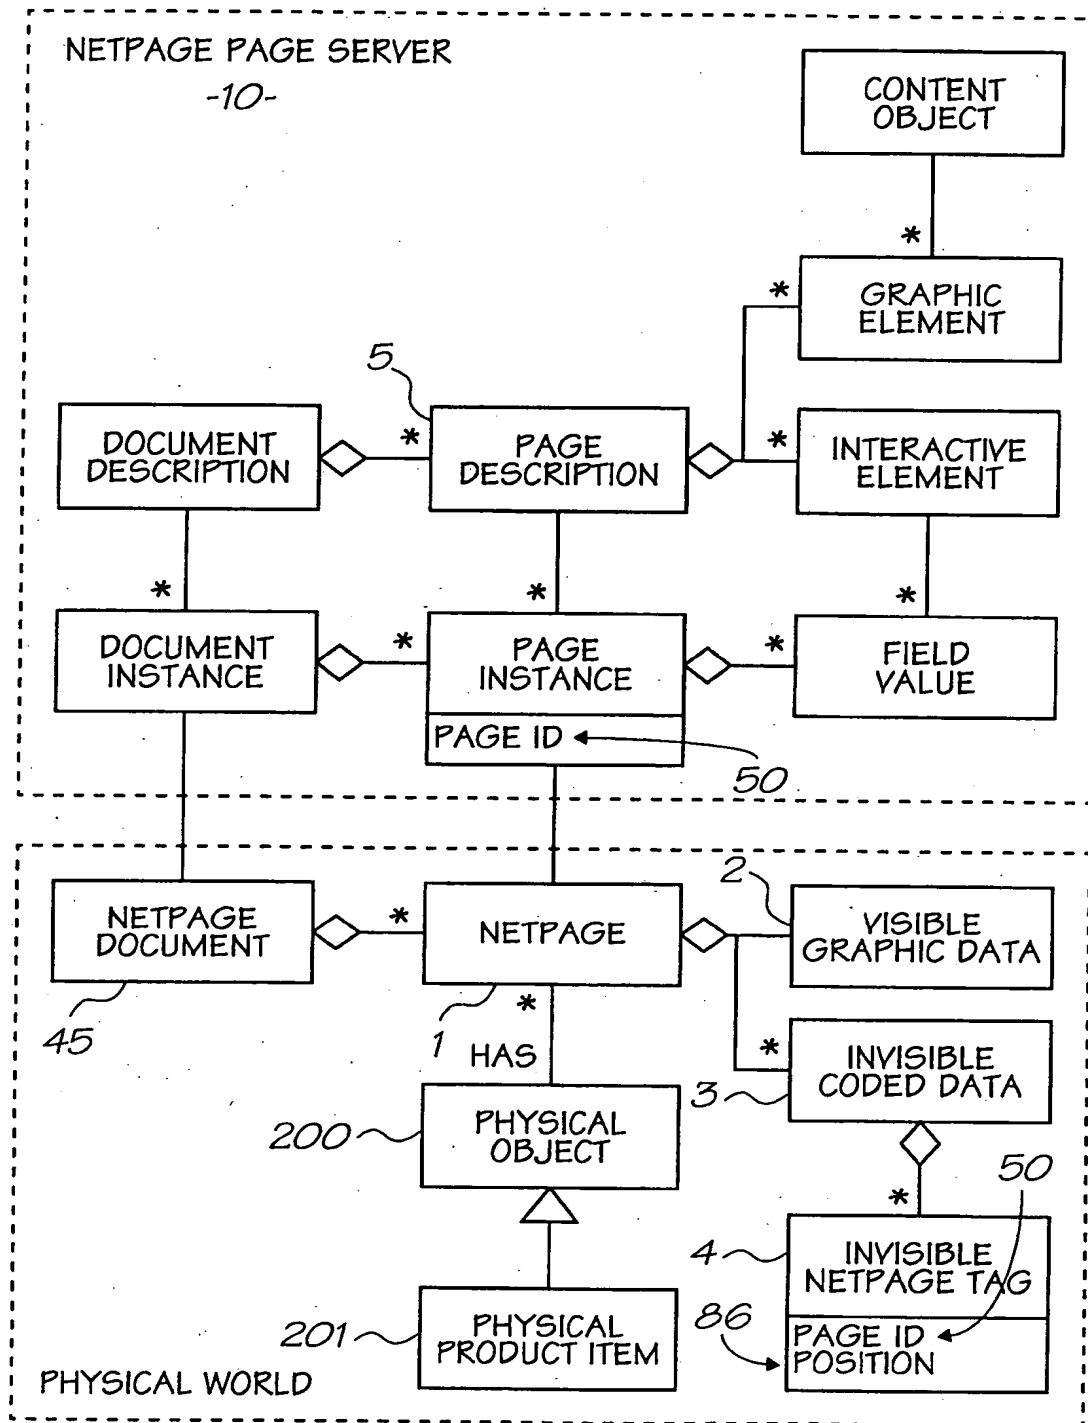 NETPAGE PAGE SERVER
-10-
CONTENT
OBJECT
*
GRAPHIC
ELEMENT
*
5
DOCUMENT
DESCRIPTION
*
PAGE
DESCRIPTION
*
INTERACTIVE
ELEMENT
*
*
*
DOCUMENT
INSTANCE
*
PAGE
INSTANCE
*
FIELD
VALUE
PAGE ID
50
NETPAGE
DOCUMENT
*
NETPAGE
2
VISIBLE
GRAPHIC DATA
45
1
*
HAS
*
3
INVISIBLE
CODED DATA
200
PHYSICAL
OBJECT
50
*
4
INVISIBLE
NETPAGE TAG
201
PHYSICAL
PRODUCT ITEM
86
PAGE ID
POSITION
PHYSICAL WORLD